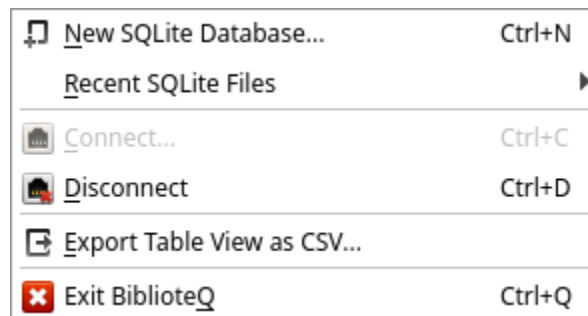 New SQLite Database... Ctrl+N
Recent SQLite Files
Connect... Ctrl+C
Disconnect Ctrl+D
Export Table View as CSV...
Exit BiblioteQ Ctrl+Q